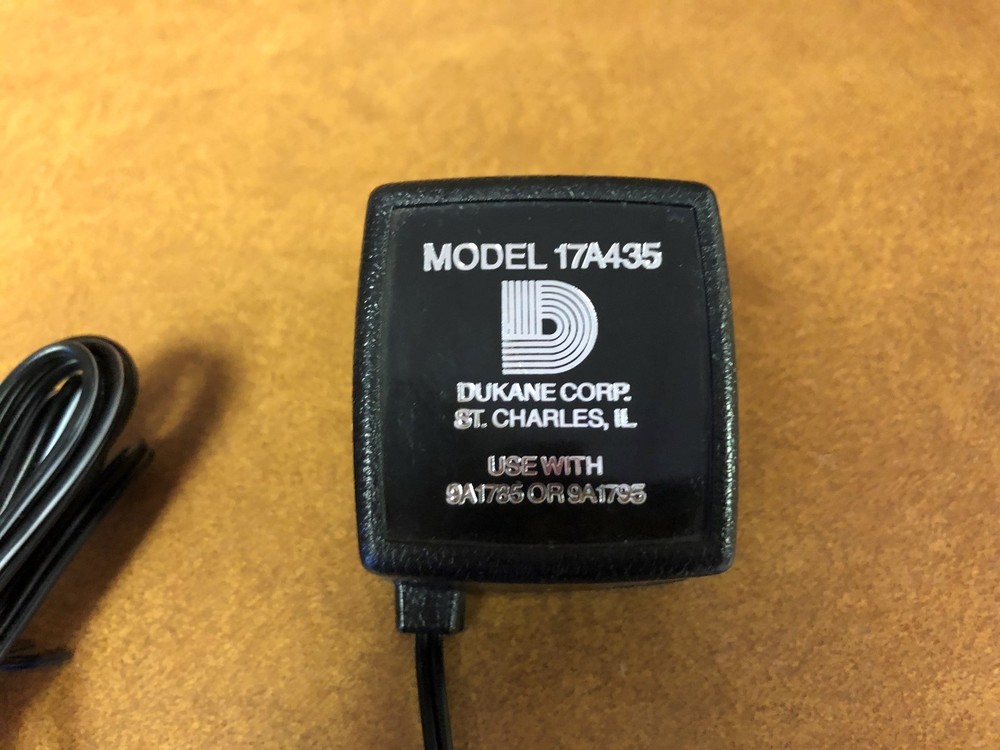 MODEL 17A435
DUKANE CORP.
ST. CHARLES, IL
USE WITH
9A1785 OR 9A1795